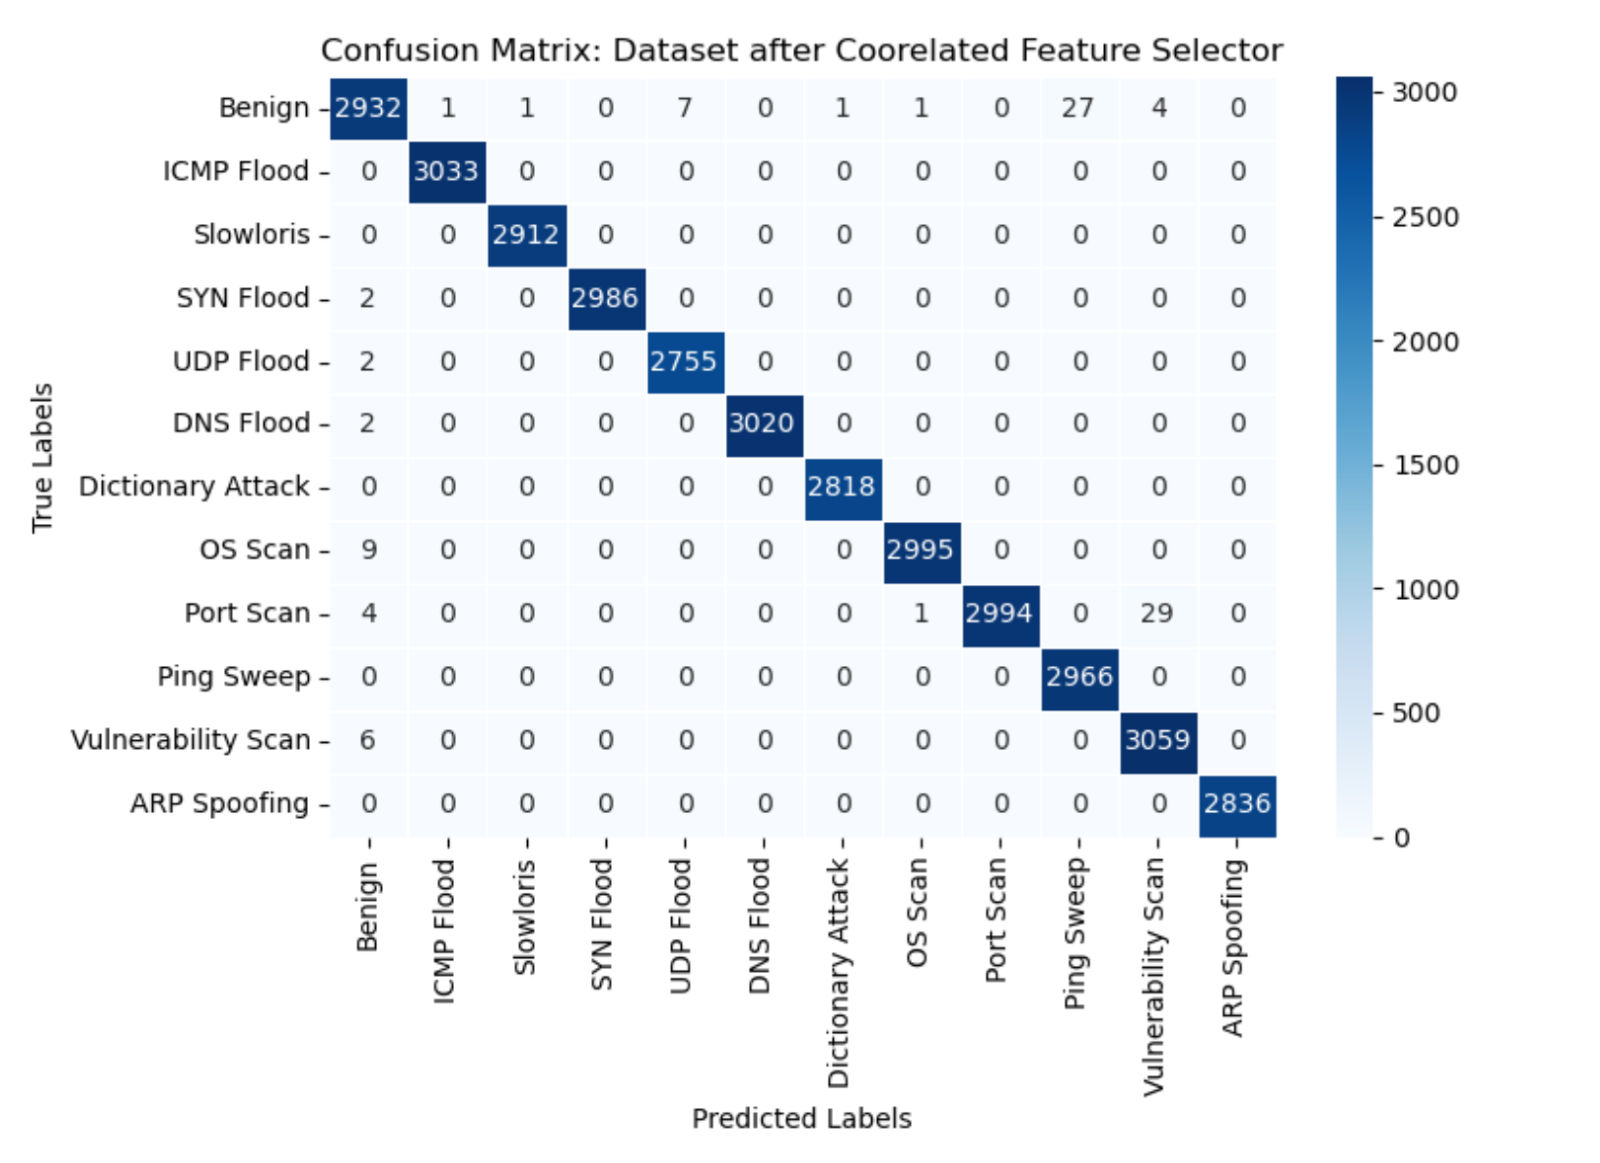 Confusion Matrix: Dataset after Coorelated Feature Selector
Benign 2932 1 1 0 7 0 1 1 0 27 4 0
ICMP Flood 0 3033 0 0 0 0 0 0 0 0 0 0
Slowloris 0 0 2912 0 0 0 0 0 0 0 0 0
SYN Flood 2 0 0 2986 0 0 0 0 0 0 0 0
UDP Flood 2 0 0 0 2755 0 0 0 0 0 0 0
DNS Flood 2 0 0 0 0 3020 0 0 0 0 0 0
Dictionary Attack 0 0 0 0 0 0 2818 0 0 0 0 0
OS Scan 9 0 0 0 0 0 0 2995 0 0 0 0
Port Scan 4 0 0 0 0 0 0 1 2994 0 29 0
Ping Sweep 0 0 0 0 0 0 0 0 0 2966 0 0
Vulnerability Scan 6 0 0 0 0 0 0 0 0 0 3059 0
ARP Spoofing 0 0 0 0 0 0 0 0 0 0 0 2836
True Labels
Benign
ICMP Flood
Slowloris
SYN Flood
UDP Flood
DNS Flood
Dictionary Attack
OS Scan
Port Scan
Ping Sweep
Vulnerability Scan
ARP Spoofing
Predicted Labels
3000
2500
2000
1500
1000
500
0